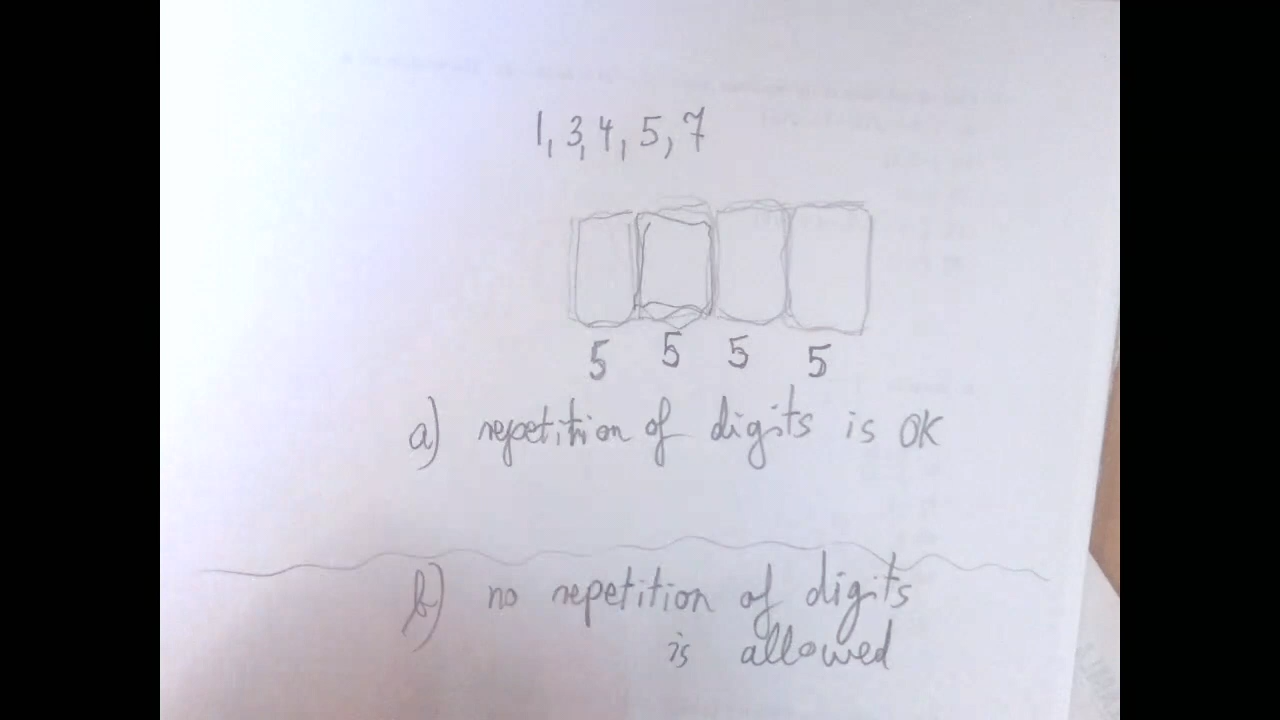 1, 3, 4, 5, 7
5 5 5 5
a) repetition of digits is OK
b) no repetition of digits
is allowed